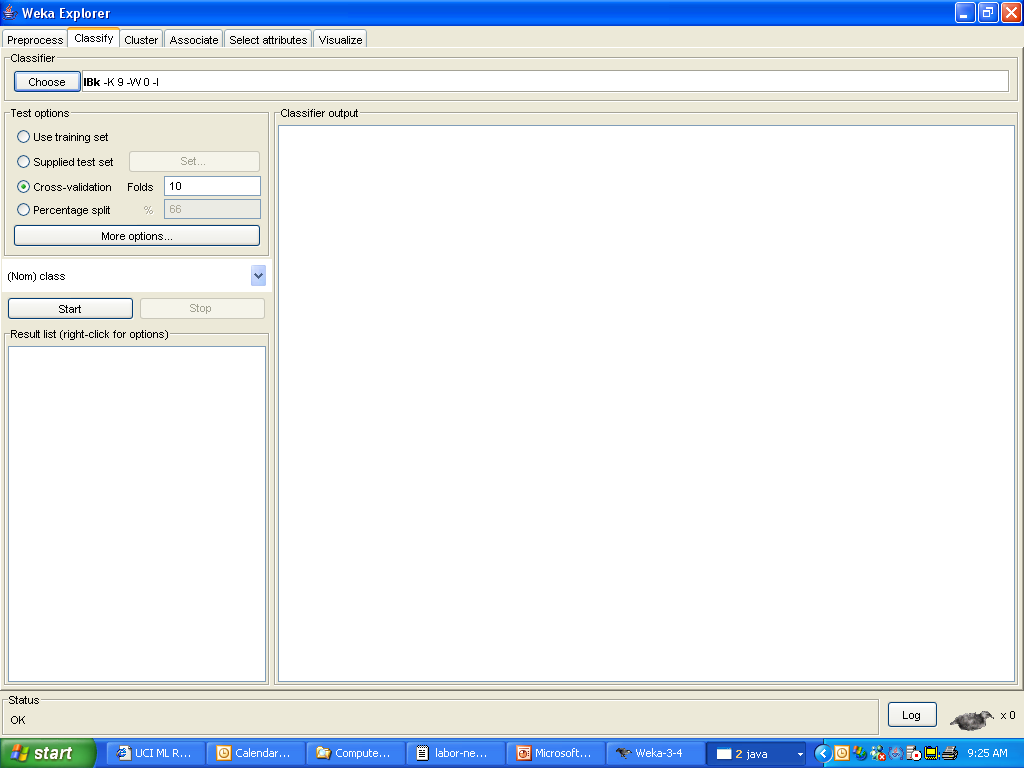 Weka Explorer
Preprocess Classify Cluster Associate Select attributes Visualize
Classifier
Choose IBk -K 9 -W 0 -I
Test options
Use training set
Supplied test set Set...
Cross-validation Folds 10
Percentage split % 66
More options...
(Nom) class
Start Stop
Result list (right-click for options)
Classifier output
Status
OK
Log x 0
start UCI ML R... Calendar... Compute... labor-ne... Microsoft... Weka-3-4 2 java 9:25 AM